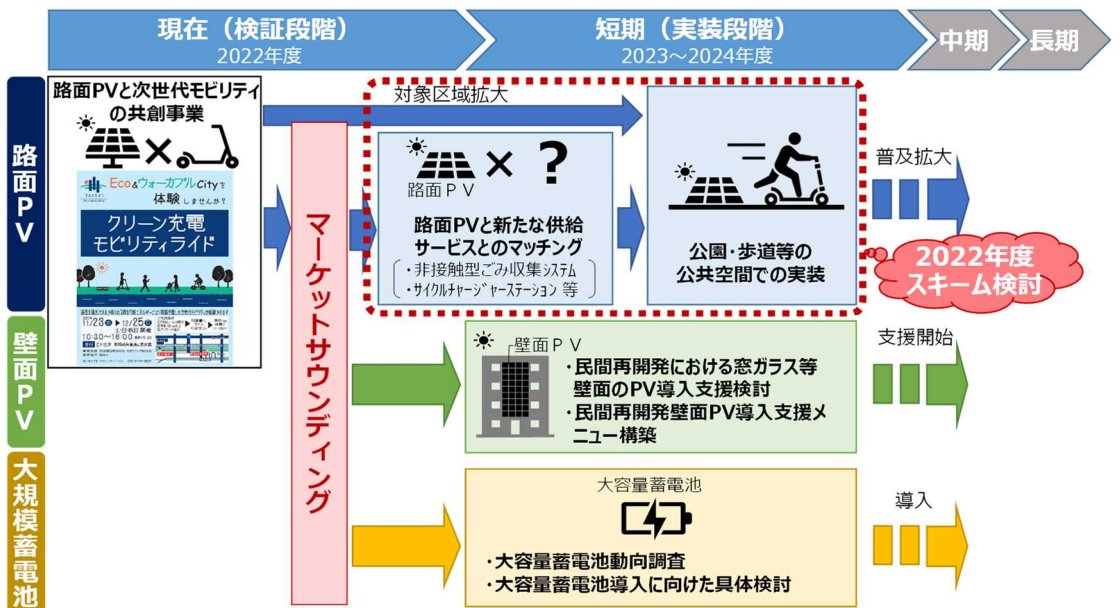 現在（検証段階）
2022年度
短期（実装段階）
2023～2024年度
中期
長期
路面PV
路面PVと次世代モビリティ
の共創事業
×
Eco&ウォーカブルCityを
体験しませんか？
クリーン充電
モビリティライド
11/23 12/25
土・日・祝日開催
10:30～16:00
マーケットサウンディング
対象区域拡大
× ?
路面ＰＶ
路面PVと新たな供給
サービスとのマッチング
・非接触型ごみ収集システム
・サイクルチャージャーステーション 等
公園・歩道等の
公共空間での実装
普及拡大
2022年度
スキーム検討
壁面PV
壁面ＰＶ
・民間再開発における窓ガラス等
壁面のPV導入支援検討
・民間再開発壁面PV導入支援メ
ニュー構築
支援開始
大規模蓄電池
大容量蓄電池
・大容量蓄電池動向調査
・大容量蓄電池導入に向けた具体検討
導入